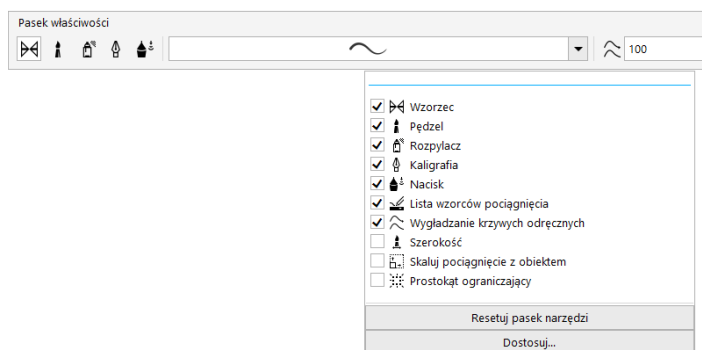 Pasek właściwości
100
Wzorzec
Pędzel
Rozpylacz
Kaligrafia
Nacisk
Lista wzorców pociągnięcia
Wygładzanie krzywych odręcznych
Szerokość
Skaluj pociągnięcie z obiektem
Prostokąt ograniczający
Resetuj pasek narzędzi
Dostosuj...